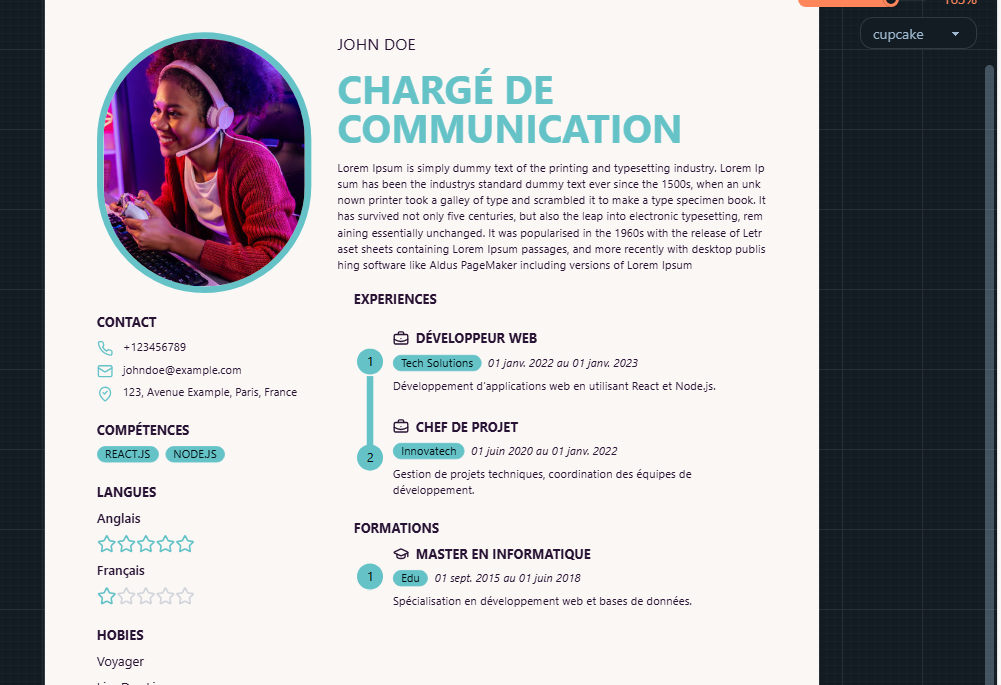 JOHN DOE
CHARGÉ DE
COMMUNICATION
Lorem Ipsum is simply dummy text of the printing and typesetting industry. Lorem Ip
sum has been the industrys standard dummy text ever since the 1500s, when an unk
nown printer took a galley of type and scrambled it to make a type specimen book. It
has survived not only five centuries, but also the leap into electronic typesetting, rem
aining essentially unchanged. It was popularised in the 1960s with the release of Letr
aset sheets containing Lorem Ipsum passages, and more recently with desktop publis
hing software like Aldus PageMaker including versions of Lorem Ipsum
CONTACT
+123456789
johndoe@example.com
123, Avenue Example, Paris, France
COMPÉTENCES
REACT.JS NODE.JS
LANGUES
Anglais
Français
HOBIES
Voyager
EXPERIENCES
1
DÉVELOPPEUR WEB
Tech Solutions 01 janv. 2022 au 01 janv. 2023
Développement d'applications web en utilisant React et Node.js.
2
CHEF DE PROJET
Innovatech 01 juin 2020 au 01 janv. 2022
Gestion de projets techniques, coordination des équipes de
développement.
FORMATIONS
1
MASTER EN INFORMATIQUE
Edu 01 sept. 2015 au 01 juin 2018
Spécialisation en développement web et bases de données.
cupcake